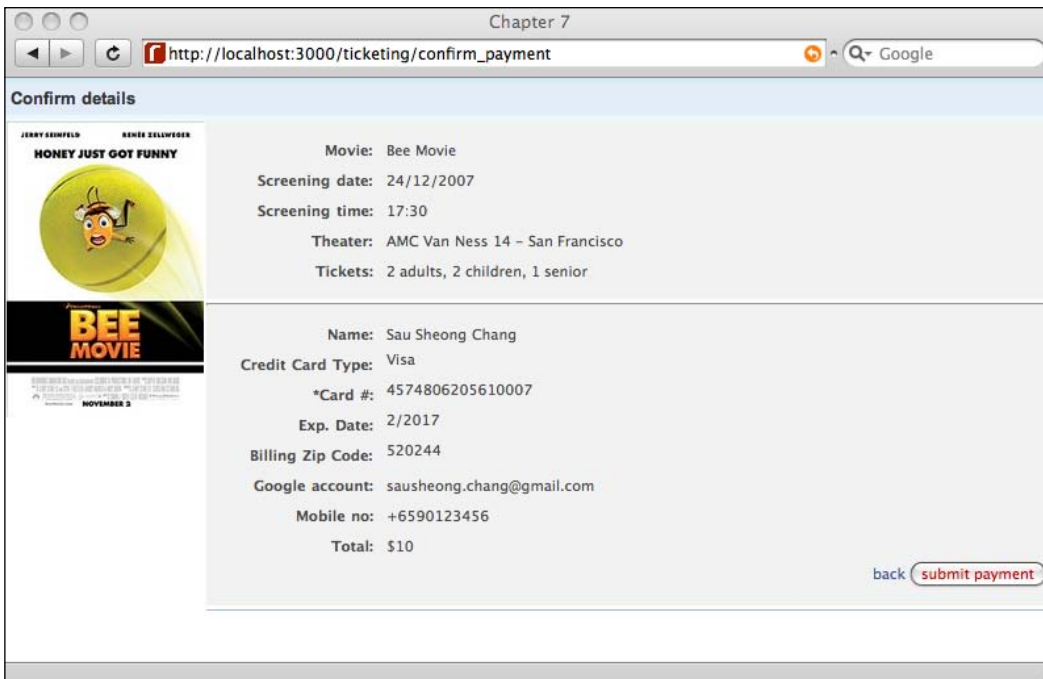 Chapter 7
http://localhost:3000/ticketing/confirm_payment
Google
Confirm details
JERRY SEINFELD RENÉE ZELLWEGER
HONEY JUST GOT FUNNY
BEE
MOVIE
NOVEMBER 2
Movie: Bee Movie
Screening date: 24/12/2007
Screening time: 17:30
Theater: AMC Van Ness 14 - San Francisco
Tickets: 2 adults, 2 children, 1 senior
Name: Sau Sheong Chang
Credit Card Type: Visa
*Card #: 4574806205610007
Exp. Date: 2/2017
Billing Zip Code: 520244
Google account: sausheong.chang@gmail.com
Mobile no: +6590123456
Total: $10
back submit payment